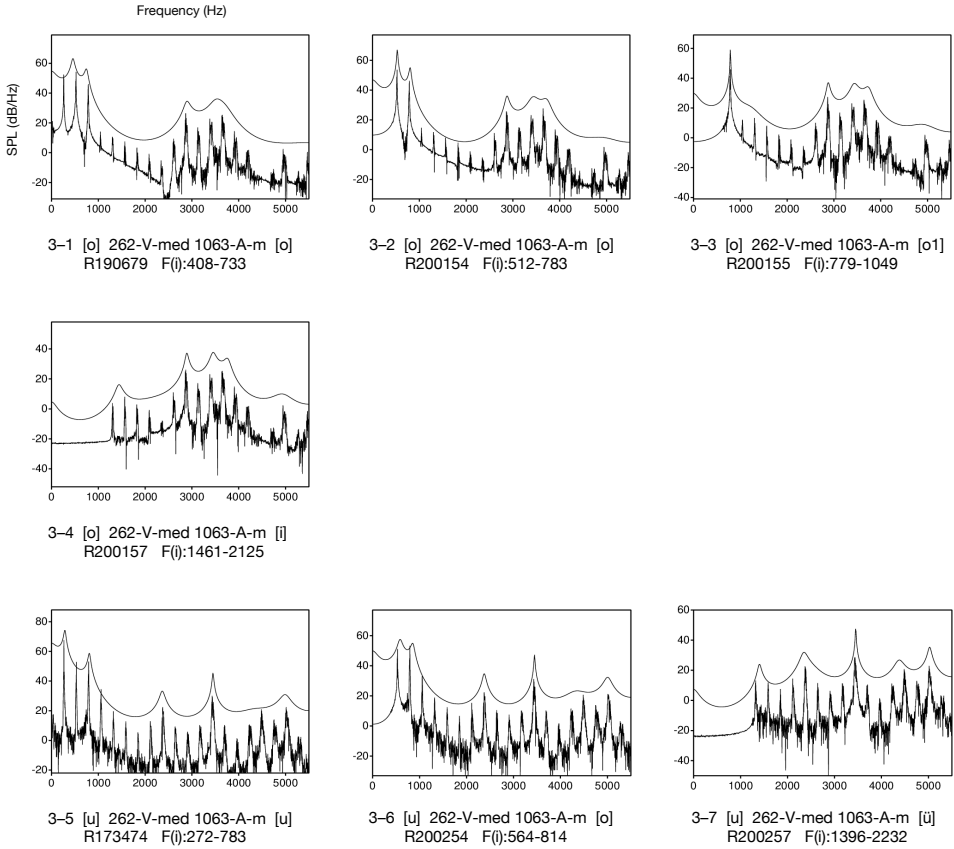 Frequency (Hz)
SPL (dB/Hz)
60
40
20
0
-20
0 1000 2000 3000 4000 5000
60
40
20
0
-20
0 1000 2000 3000 4000 5000
60
40
20
0
-20
-40
0 1000 2000 3000 4000 5000
3–1 [o] 262-V-med 1063-A-m [o]
R190679 F(i):408-733
3–2 [o] 262-V-med 1063-A-m [o]
R200154 F(i):512-783
3–3 [o] 262-V-med 1063-A-m [o1]
R200155 F(i):779-1049
40
20
0
-20
-40
0 1000 2000 3000 4000 5000
3–4 [o] 262-V-med 1063-A-m [i]
R200157 F(i):1461-2125
80
60
40
20
0
-20
0 1000 2000 3000 4000 5000
60
40
20
0
-20
0 1000 2000 3000 4000 5000
60
40
20
0
-20
-40
0 1000 2000 3000 4000 5000
3–5 [u] 262-V-med 1063-A-m [u]
R173474 F(i):272-783
3–6 [u] 262-V-med 1063-A-m [o]
R200254 F(i):564-814
3–7 [u] 262-V-med 1063-A-m [ü]
R200257 F(i):1396-2232